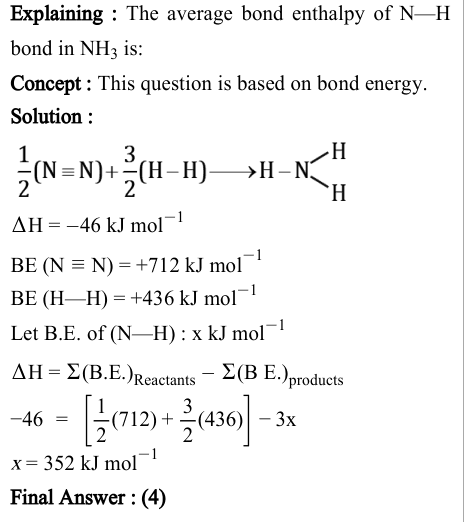 Explaining : The average bond enthalpy of N—H
bond in NH₃ is:
Concept : This question is based on bond energy.
Solution :
1/2(N≡N)+3/2(H–H)⟶H–N<H H
ΔH = –46 kJ mol⁻¹
BE (N ≡ N) = +712 kJ mol⁻¹
BE (H—H) = +436 kJ mol⁻¹
Let B.E. of (N—H) : x kJ mol⁻¹
ΔH = Σ(B.E.)Reactants – Σ(B E.)products
–46 = [1/2(712) + 3/2(436)] – 3x
x = 352 kJ mol⁻¹
Final Answer : (4)